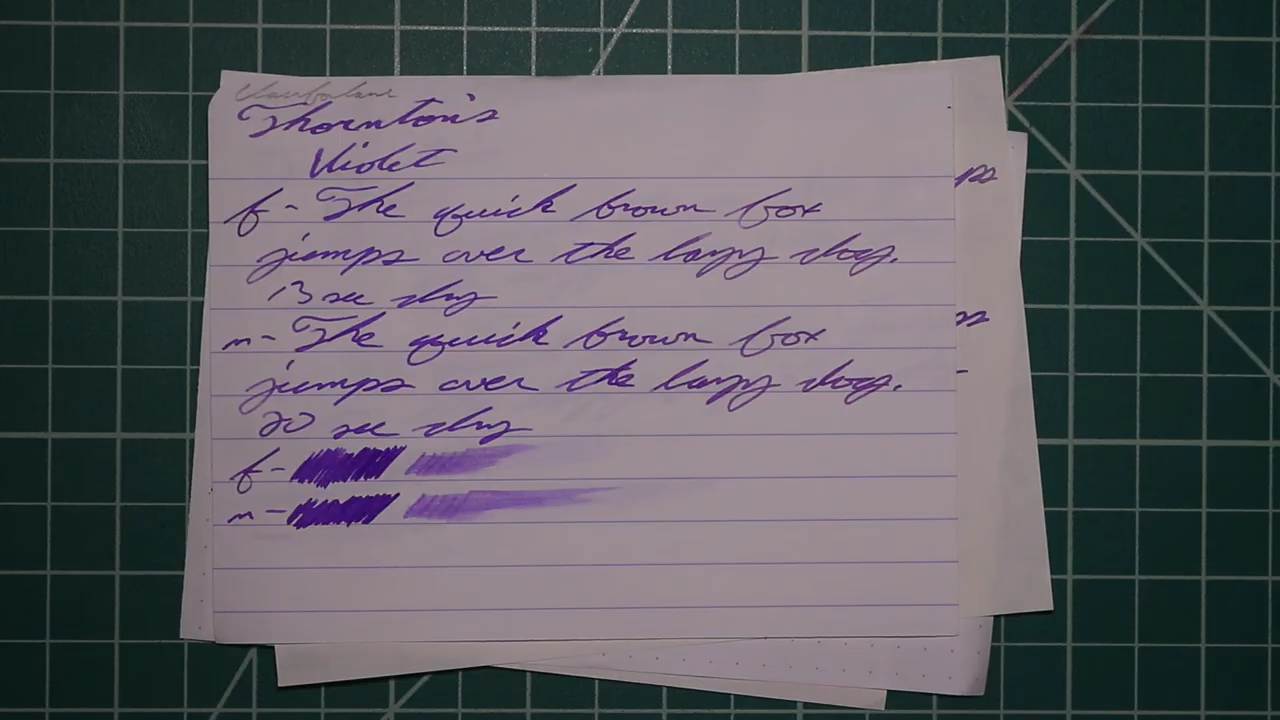 Thornton's
Violet
f - The quick brown fox
jumps over the lazy dog.
13 sec dry
m - The quick brown fox
jumps over the lazy dog.
20 sec dry
f -
m -